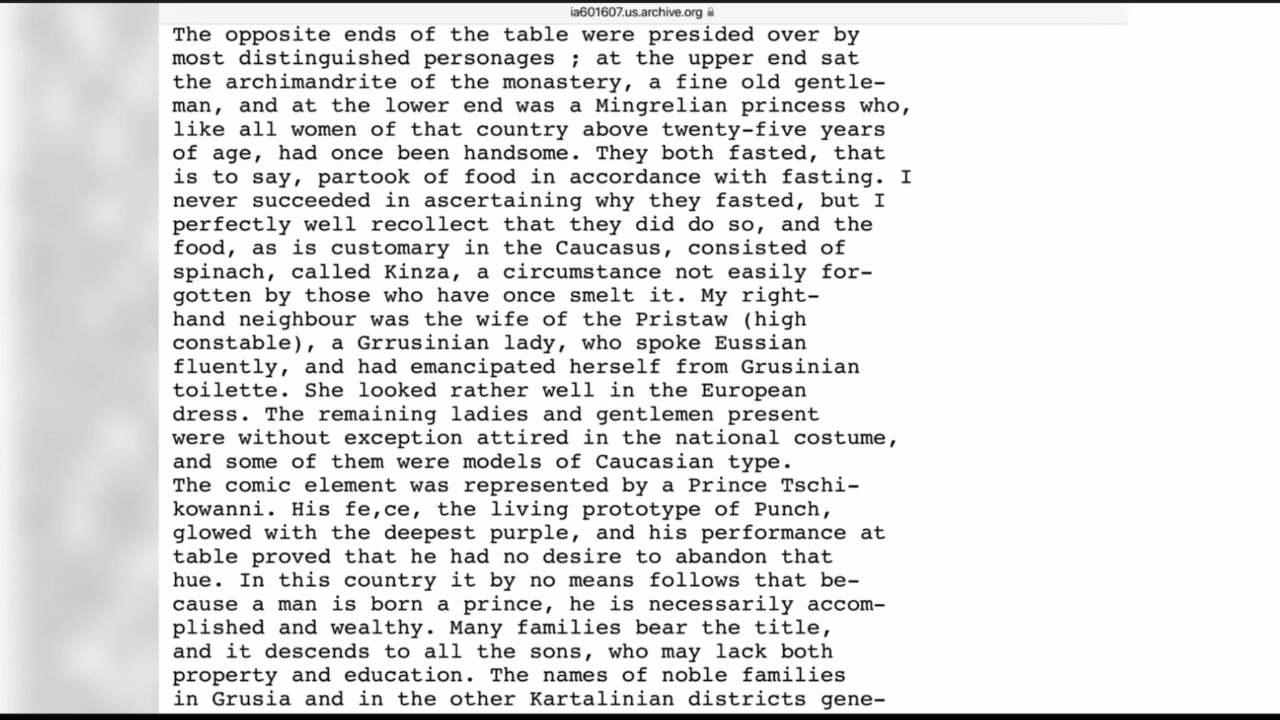 ia601607.us.archive.org
The opposite ends of the table were presided over by
most distinguished personages ; at the upper end sat
the archimandrite of the monastery, a fine old gentle-
man, and at the lower end was a Mingrelian princess who,
like all women of that country above twenty-five years
of age, had once been handsome. They both fasted, that
is to say, partook of food in accordance with fasting. I
never succeeded in ascertaining why they fasted, but I
perfectly well recollect that they did do so, and the
food, as is customary in the Caucasus, consisted of
spinach, called Kinza, a circumstance not easily for-
gotten by those who have once smelt it. My right-
hand neighbour was the wife of the Pristaw (high
constable), a Grrusinian lady, who spoke Eussian
fluently, and had emancipated herself from Grusinian
toilette. She looked rather well in the European
dress. The remaining ladies and gentlemen present
were without exception attired in the national costume,
and some of them were models of Caucasian type.
The comic element was represented by a Prince Tschi-
kowanni. His fe,ce, the living prototype of Punch,
glowed with the deepest purple, and his performance at
table proved that he had no desire to abandon that
hue. In this country it by no means follows that be-
cause a man is born a prince, he is necessarily accom-
plished and wealthy. Many families bear the title,
and it descends to all the sons, who may lack both
property and education. The names of noble families
in Grusia and in the other Kartalinian districts gene-